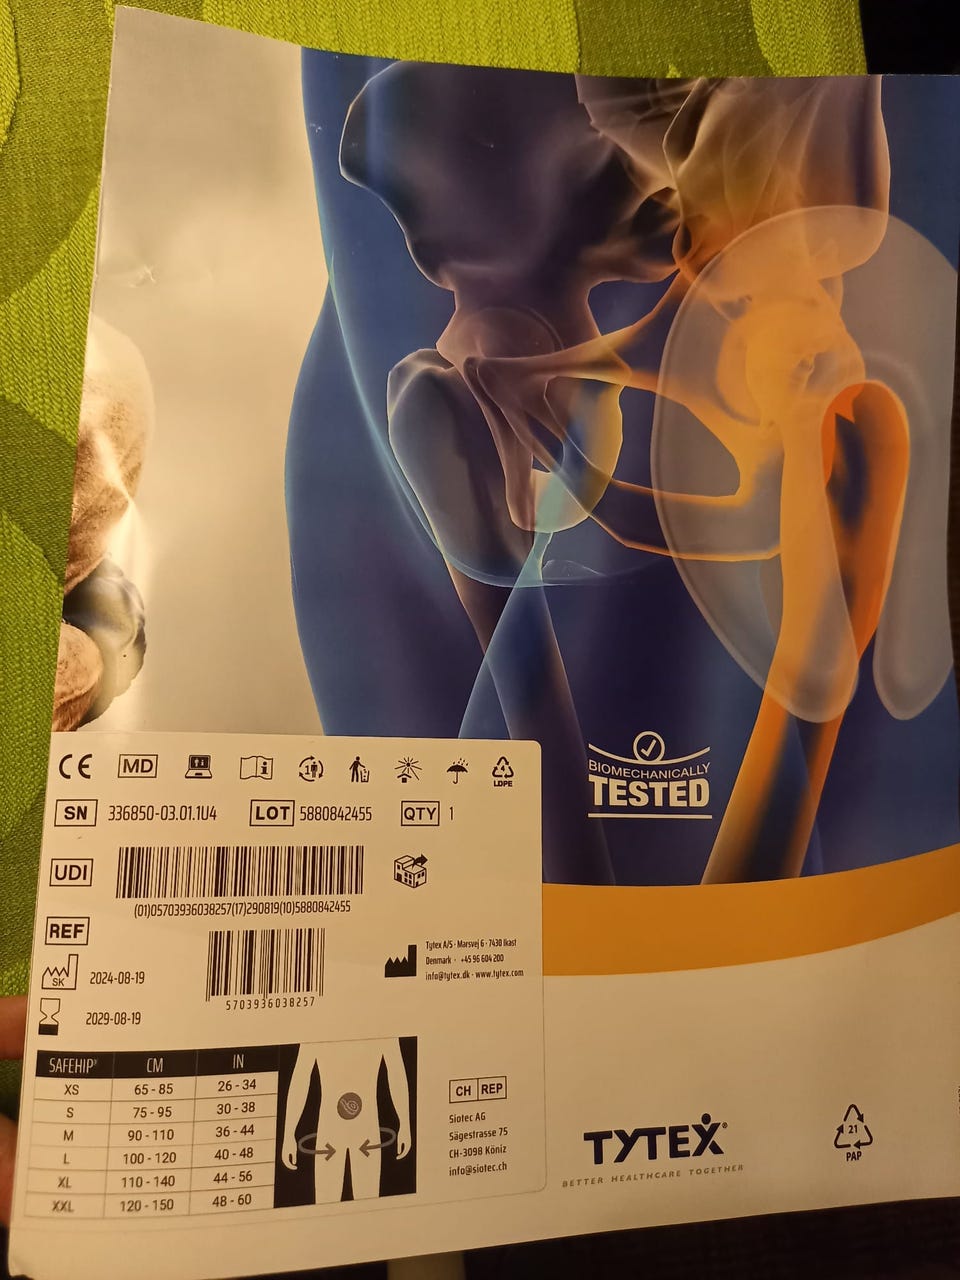 BIOMECHANICALLY
TESTED
CE MD
LDPE
SN 336850-03.01.1U4 LOT 5880842455 QTY 1
UDI
(01)05703936038257(17)290819(10)5880842455
REF
SK 2024-08-19
5703936038257
2029-08-19
Tytex A/S · Marsvej 6 · 7430 Ikast
Denmark · +45 96 604 200
info@tytex.dk · www.tytex.com
SAFEHIP® CM IN
XS 65 - 85 26 - 34
S 75 - 95 30 - 38
M 90 - 110 36 - 44
L 100 - 120 40 - 48
XL 110 - 140 44 - 56
XXL 120 - 150 48 - 60
CH REP
Siotec AG
Sägestrasse 75
CH-3098 Köniz
info@siotec.ch
TYTEX®
BETTER HEALTHCARE TOGETHER
21
PAP